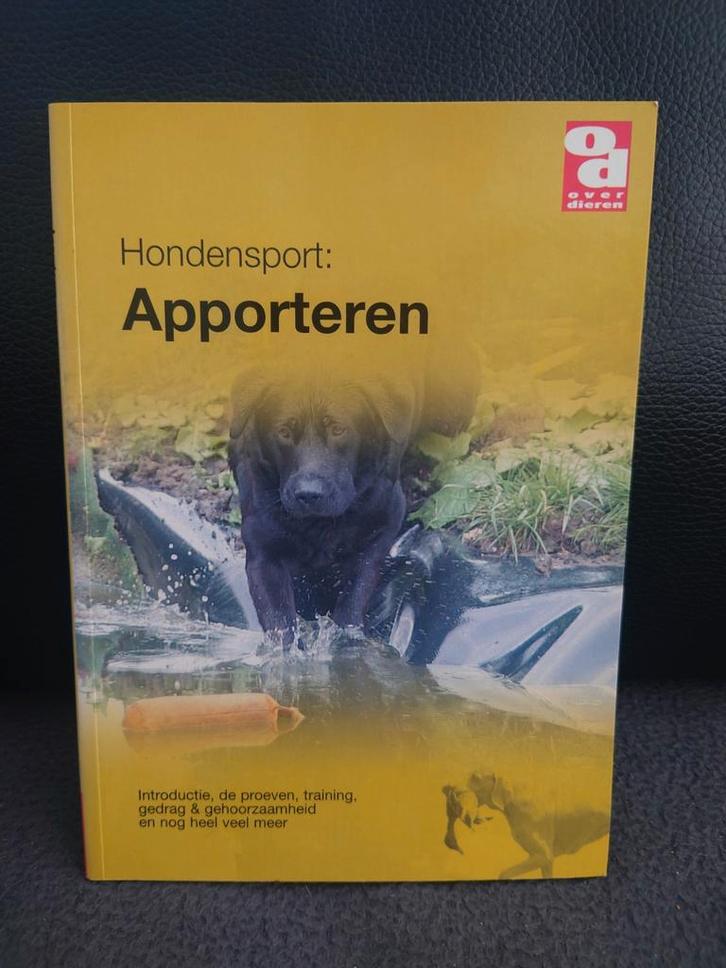 od
over
dieren
Hondensport:
Apporteren
Introductie, de proeven, training,
gedrag & gehoorzaamheid
en nog heel veel meer